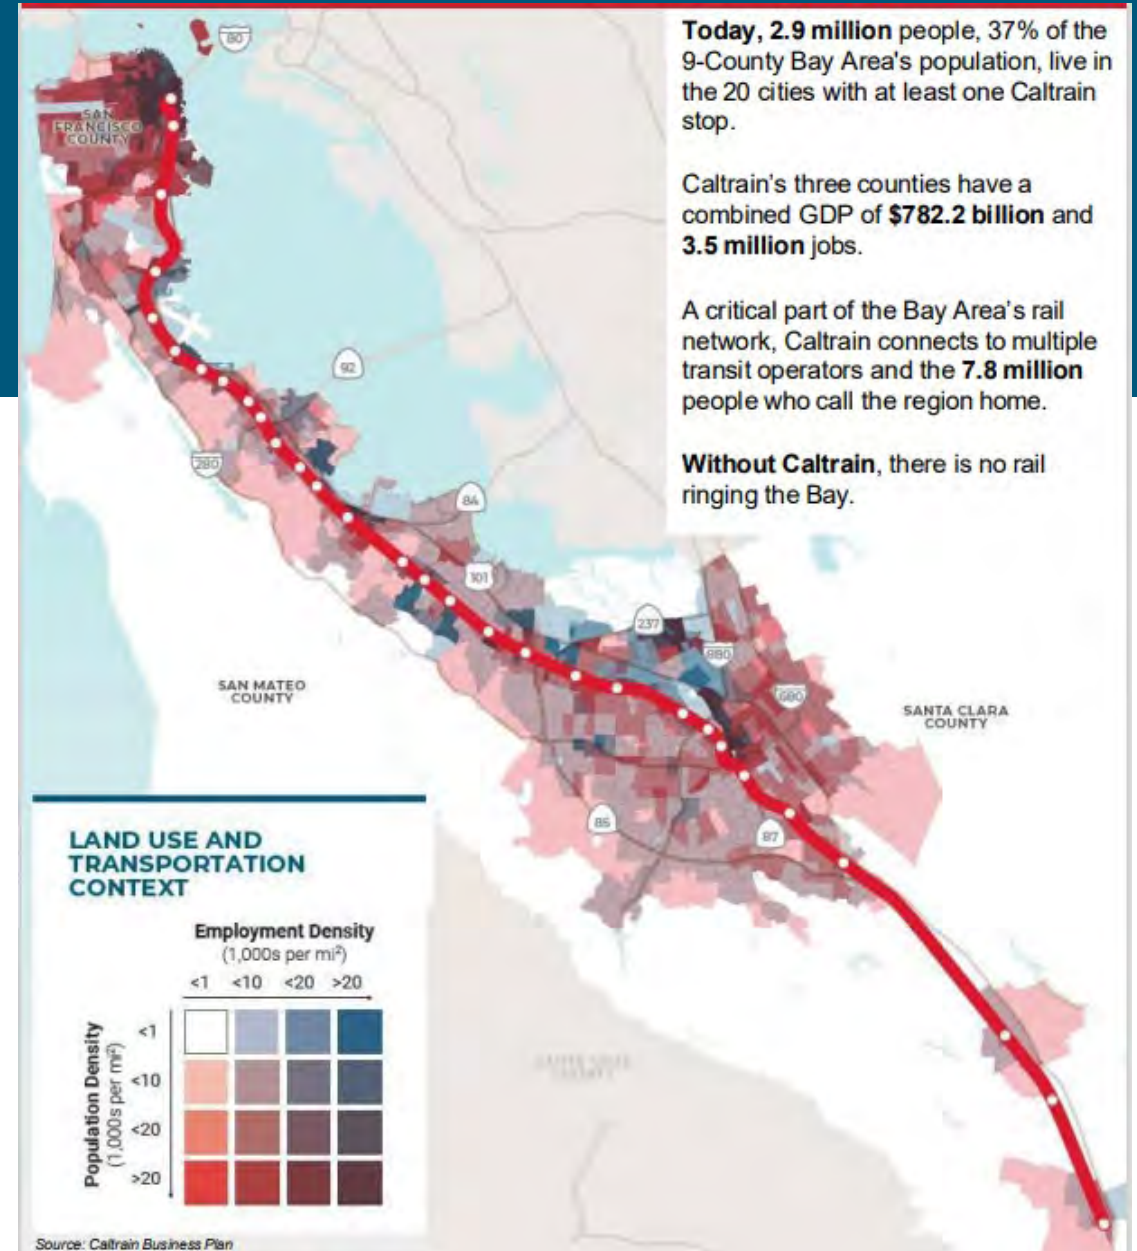 Today, 2.9 million people, 37% of the
9-County Bay Area's population, live in
the 20 cities with at least one Caltrain
stop.
Caltrain's three counties have a
combined GDP of $782.2 billion and
3.5 million jobs.
A critical part of the Bay Area's rail
network, Caltrain connects to multiple
transit operators and the 7.8 million
people who call the region home.
Without Caltrain, there is no rail
ringing the Bay.
80
SAN
FRANCISCO
COUNTY
92
280
84
101
237
880
680
SAN MATEO
COUNTY
SANTA CLARA
COUNTY
85
87
LAND USE AND
TRANSPORTATION
CONTEXT
Employment Density
(1,000s per mi²)
<1 <10 <20 >20
Population Density
(1,000s per mi²)
<1
<10
<20
>20
COUNTY
Source: Caltrain Business Plan